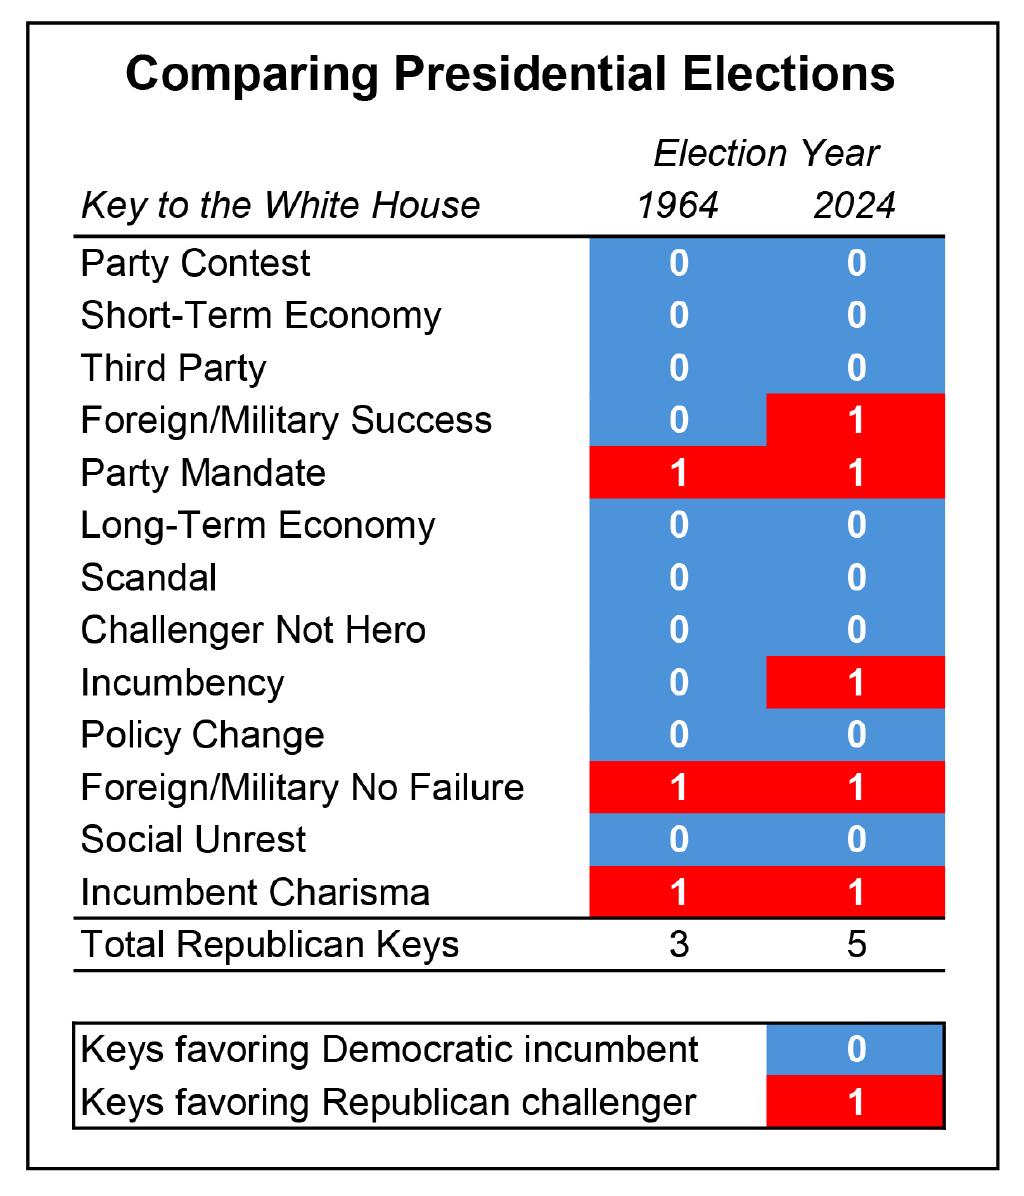 Comparing Presidential Elections
Election Year
Key to the White House 1964 2024
Party Contest 0 0
Short-Term Economy 0 0
Third Party 0 0
Foreign/Military Success 0 1
Party Mandate 1 1
Long-Term Economy 0 0
Scandal 0 0
Challenger Not Hero 0 0
Incumbency 0 1
Policy Change 0 0
Foreign/Military No Failure 1 1
Social Unrest 0 0
Incumbent Charisma 1 1
Total Republican Keys 3 5
Keys favoring Democratic incumbent 0
Keys favoring Republican challenger 1